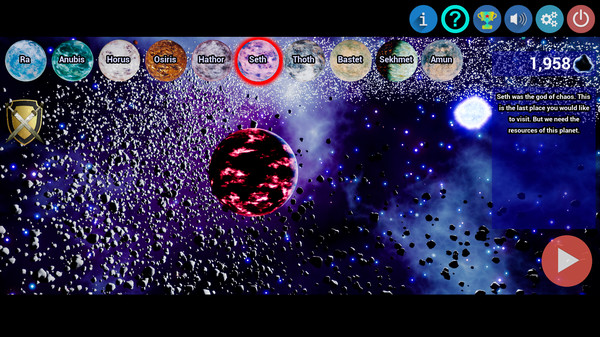 i ?
Ra Anubis Horus Osiris Hathor Seth Thoth Bastet Sekhmet Amun
1,958
Seth was the god of chaos. This
is the last place you would like
to visit. But we need the
resources of this planet.